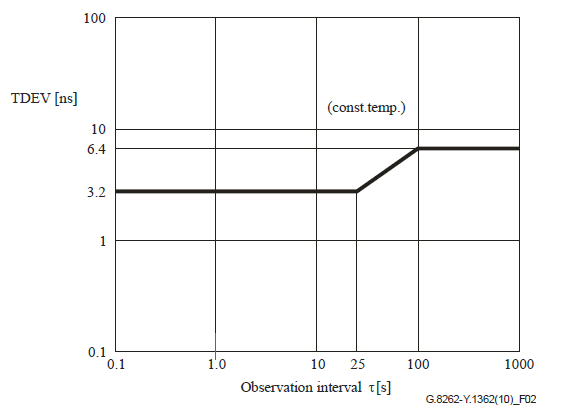 100
TDEV [ns]
(const.temp.)
10
6.4
3.2
1
0.1
0.1 1.0 10 25 100 1000
Observation interval τ [s]
G.8262-Y.1362(10)_F02